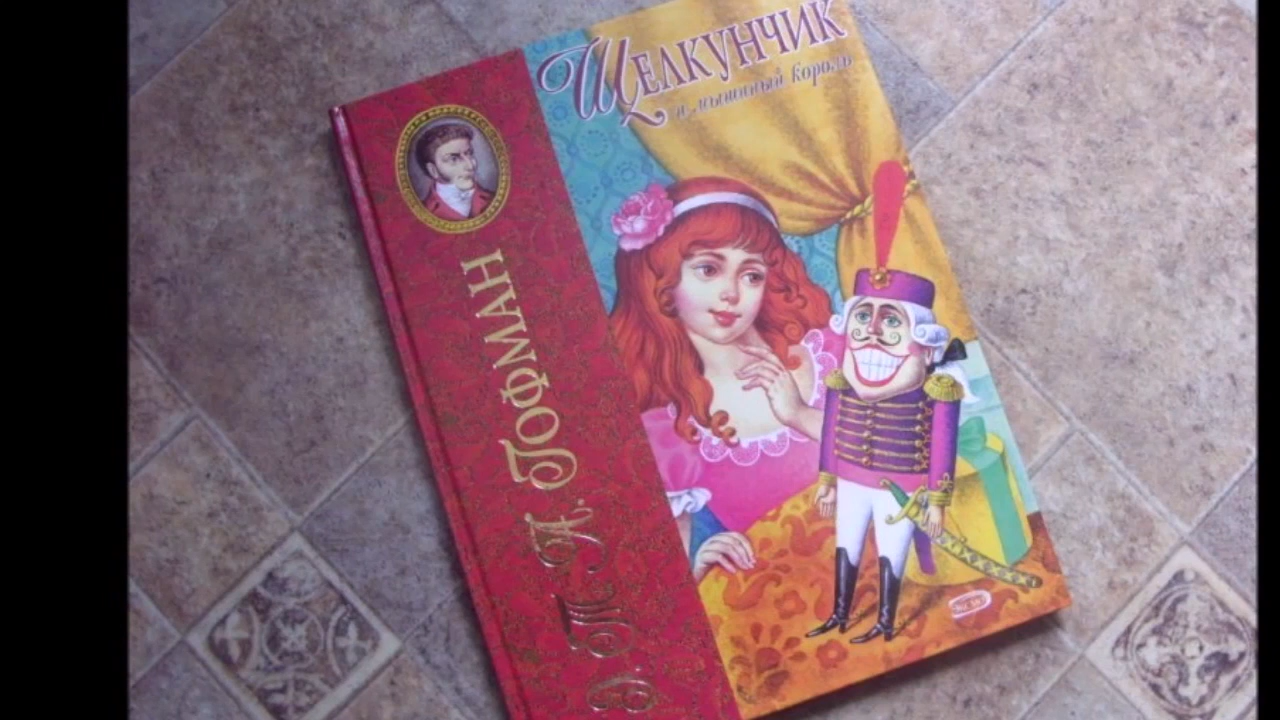 Щелкунчик
и мышиный король
Э. Т. А. Гофман